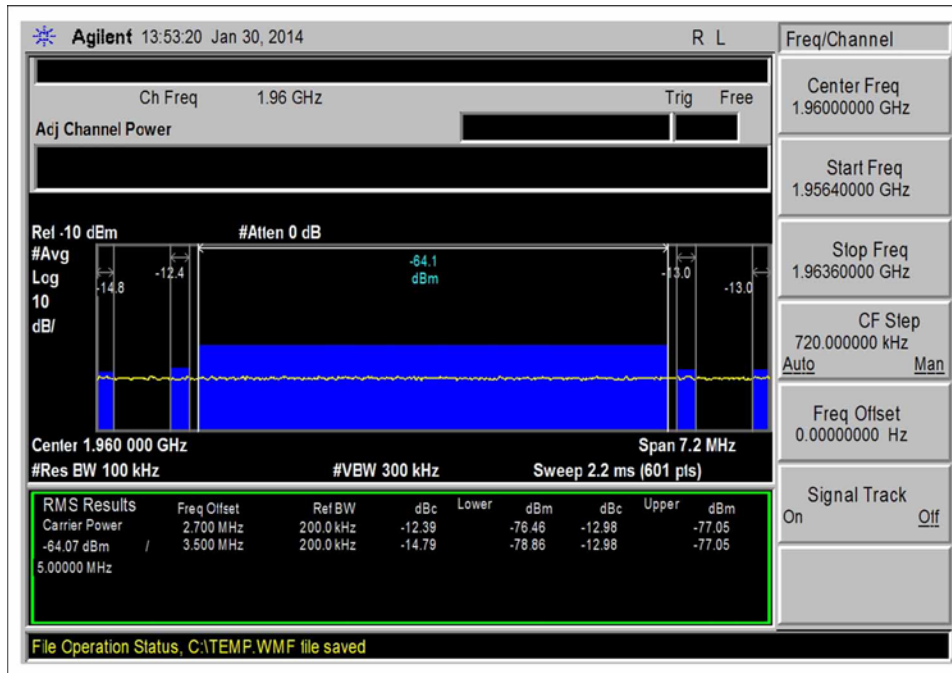 Agilent 13:53:20 Jan 30, 2014 R L
Ch Freq 1.96 GHz Trig Free
Adj Channel Power
Ref -10 dBm #Atten 0 dB
#Avg
Log
10
dB/
-14.8
-12.4
-64.1
dBm
-13.0
-13.0
Center 1.960 000 GHz Span 7.2 MHz
#Res BW 100 kHz #VBW 300 kHz Sweep 2.2 ms (601 pts)
RMS Results Freq Offset Ref BW dBc Lower dBm dBc Upper dBm
Carrier Power 2.700 MHz 200.0 kHz -12.39 -76.46 -12.98 -77.05
-64.07 dBm / 3.500 MHz 200.0 kHz -14.79 -78.86 -12.98 -77.05
5.00000 MHz
File Operation Status, C:\TEMP.WMF file saved
Freq/Channel
Center Freq
1.96000000 GHz
Start Freq
1.95640000 GHz
Stop Freq
1.96360000 GHz
CF Step
720.000000 kHz
Auto Man
Freq Offset
0.00000000 Hz
Signal Track
On Off